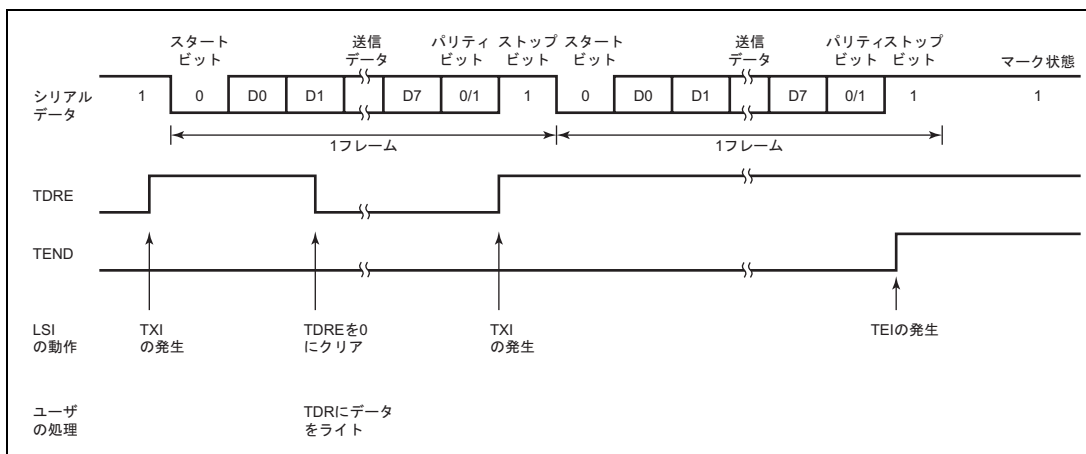 スタート
ビット
送信
データ
パリティ
ビット
ストップ
ビット
スタート
ビット
送信
データ
パリティ
ビット
ストップ
ビット
マーク状態
シリアル
データ
1 0 D0 D1 D7 0/1 1 0 D0 D1 D7 0/1 1 1
1フレーム 1フレーム
TDRE
TEND
LSI
の動作
TXI
の発生
TDREを0
にクリア
TXI
の発生
TEIの発生
ユーザ
の処理
TDRにデータ
をライト